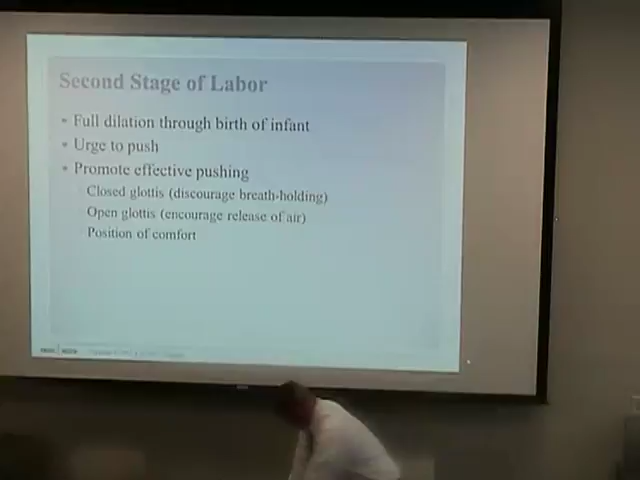 Second Stage of Labor
Full dilation through birth of infant
Urge to push
Promote effective pushing
Closed glottis (discourage breath-holding)
Open glottis (encourage release of air)
Position of comfort